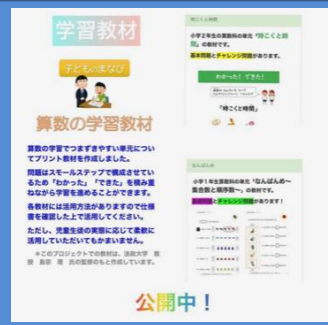 学習教材
子どものまなび
算数の学習教材
算数の学習でつまずきやすい単元につい
てプリント教材を作成しました。
問題はスモールステップで構成させてい
るため「わかった」「できた」を積み重
ねながら学習を進めることができます。
各教材には活用方法がありますので仕様
書を確認した上で活用してください。
ただし、児童生徒の実態に応じて柔軟に
活用していただいてもかまいません。
※このプロジェクトでの教材は、法政大学 教
時こくと時間
小学2年生の算数科の単元「時こくと時
間」の教材です。
基本問題とチャレンジ問題があります。
わかった！ できた！
「時こくと時間」
なんばんめ
小学1年生算数科の単元「なんばんめ～
集合数と順序数～」の教材です。
基本問題とチャレンジ問題があります！
公開中！